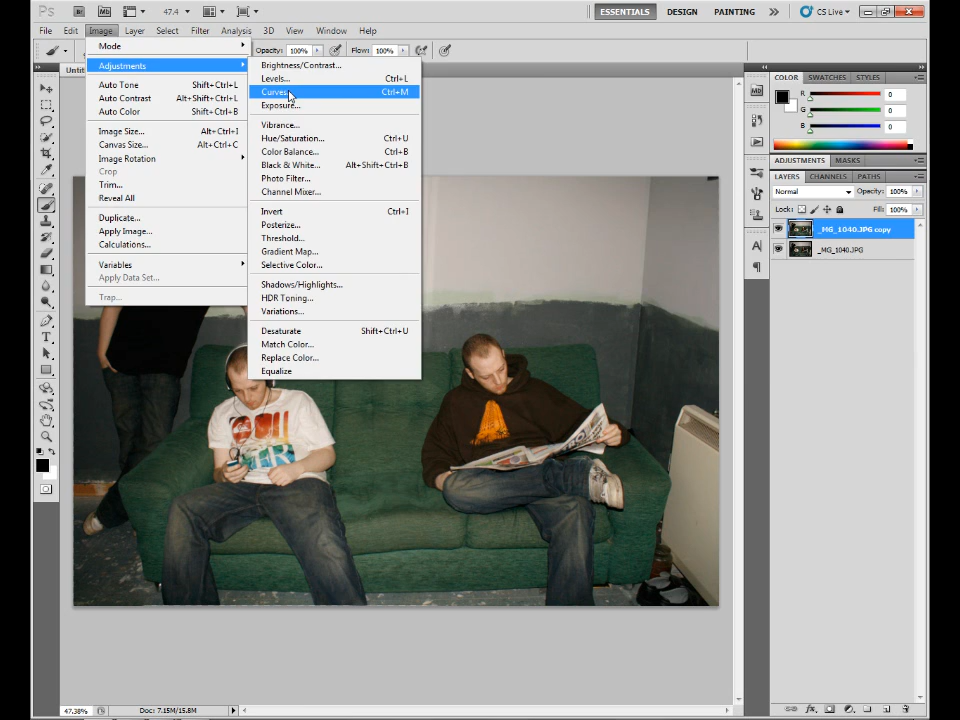 Ps Br Mb 47.4 ESSENTIALS DESIGN PAINTING CS Live
File Edit Image Layer Select Filter Analysis 3D View Window Help
Opacity: 100% Flow: 100%
Untit
Mode
Adjustments
Auto Tone Shift+Ctrl+L
Auto Contrast Alt+Shift+Ctrl+L
Auto Color Shift+Ctrl+B
Image Size... Alt+Ctrl+I
Canvas Size... Alt+Ctrl+C
Image Rotation
Crop
Trim...
Reveal All
Duplicate...
Apply Image...
Calculations...
Variables
Apply Data Set...
Trap...
Brightness/Contrast...
Levels... Ctrl+L
Curves... Ctrl+M
Exposure...
Vibrance...
Hue/Saturation... Ctrl+U
Color Balance... Ctrl+B
Black & White... Alt+Shift+Ctrl+B
Photo Filter...
Channel Mixer...
Invert Ctrl+I
Posterize...
Threshold...
Gradient Map...
Selective Color...
Shadows/Highlights...
HDR Toning...
Variations...
Desaturate Shift+Ctrl+U
Match Color...
Replace Color...
Equalize
COLOR SWATCHES STYLES
R 0
G 0
B 0
ADJUSTMENTS MASKS
LAYERS CHANNELS PATHS
Normal Opacity: 100%
Lock: Fill: 100%
_MG_1040.JPG copy
_MG_1040.JPG
47.38% Doc: 7.15M/15.8M